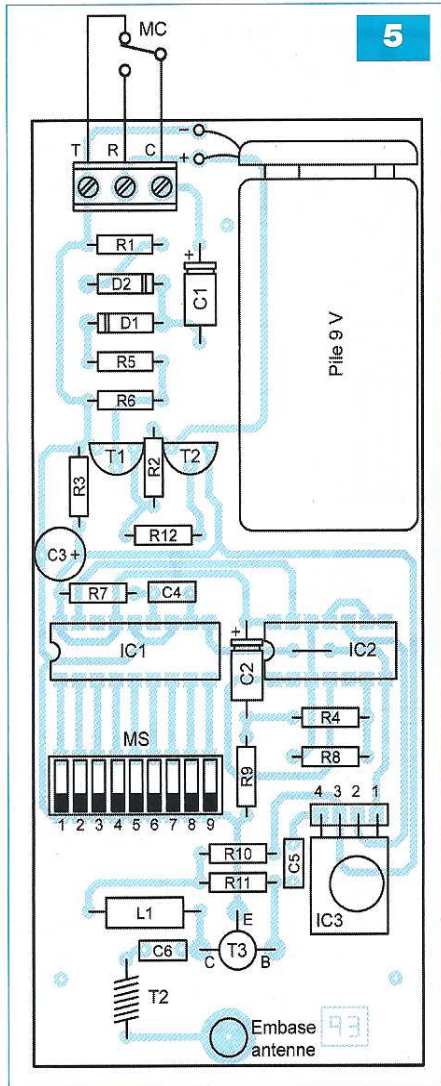 MC
5
T R C
−
+
R1
D2
+
C1
D1
R5
R6
Pile 9 V
T1
R2
T2
R3
R12
C3+
R7
C4
IC1
+
C2
IC2
MS
R4
R9
R8
1 2 3 4 5 6 7 8 9
4 3 2 1
R10
C5
R11
IC3
L1
E
C6
C
T3
B
T2
Embase
antenne
93